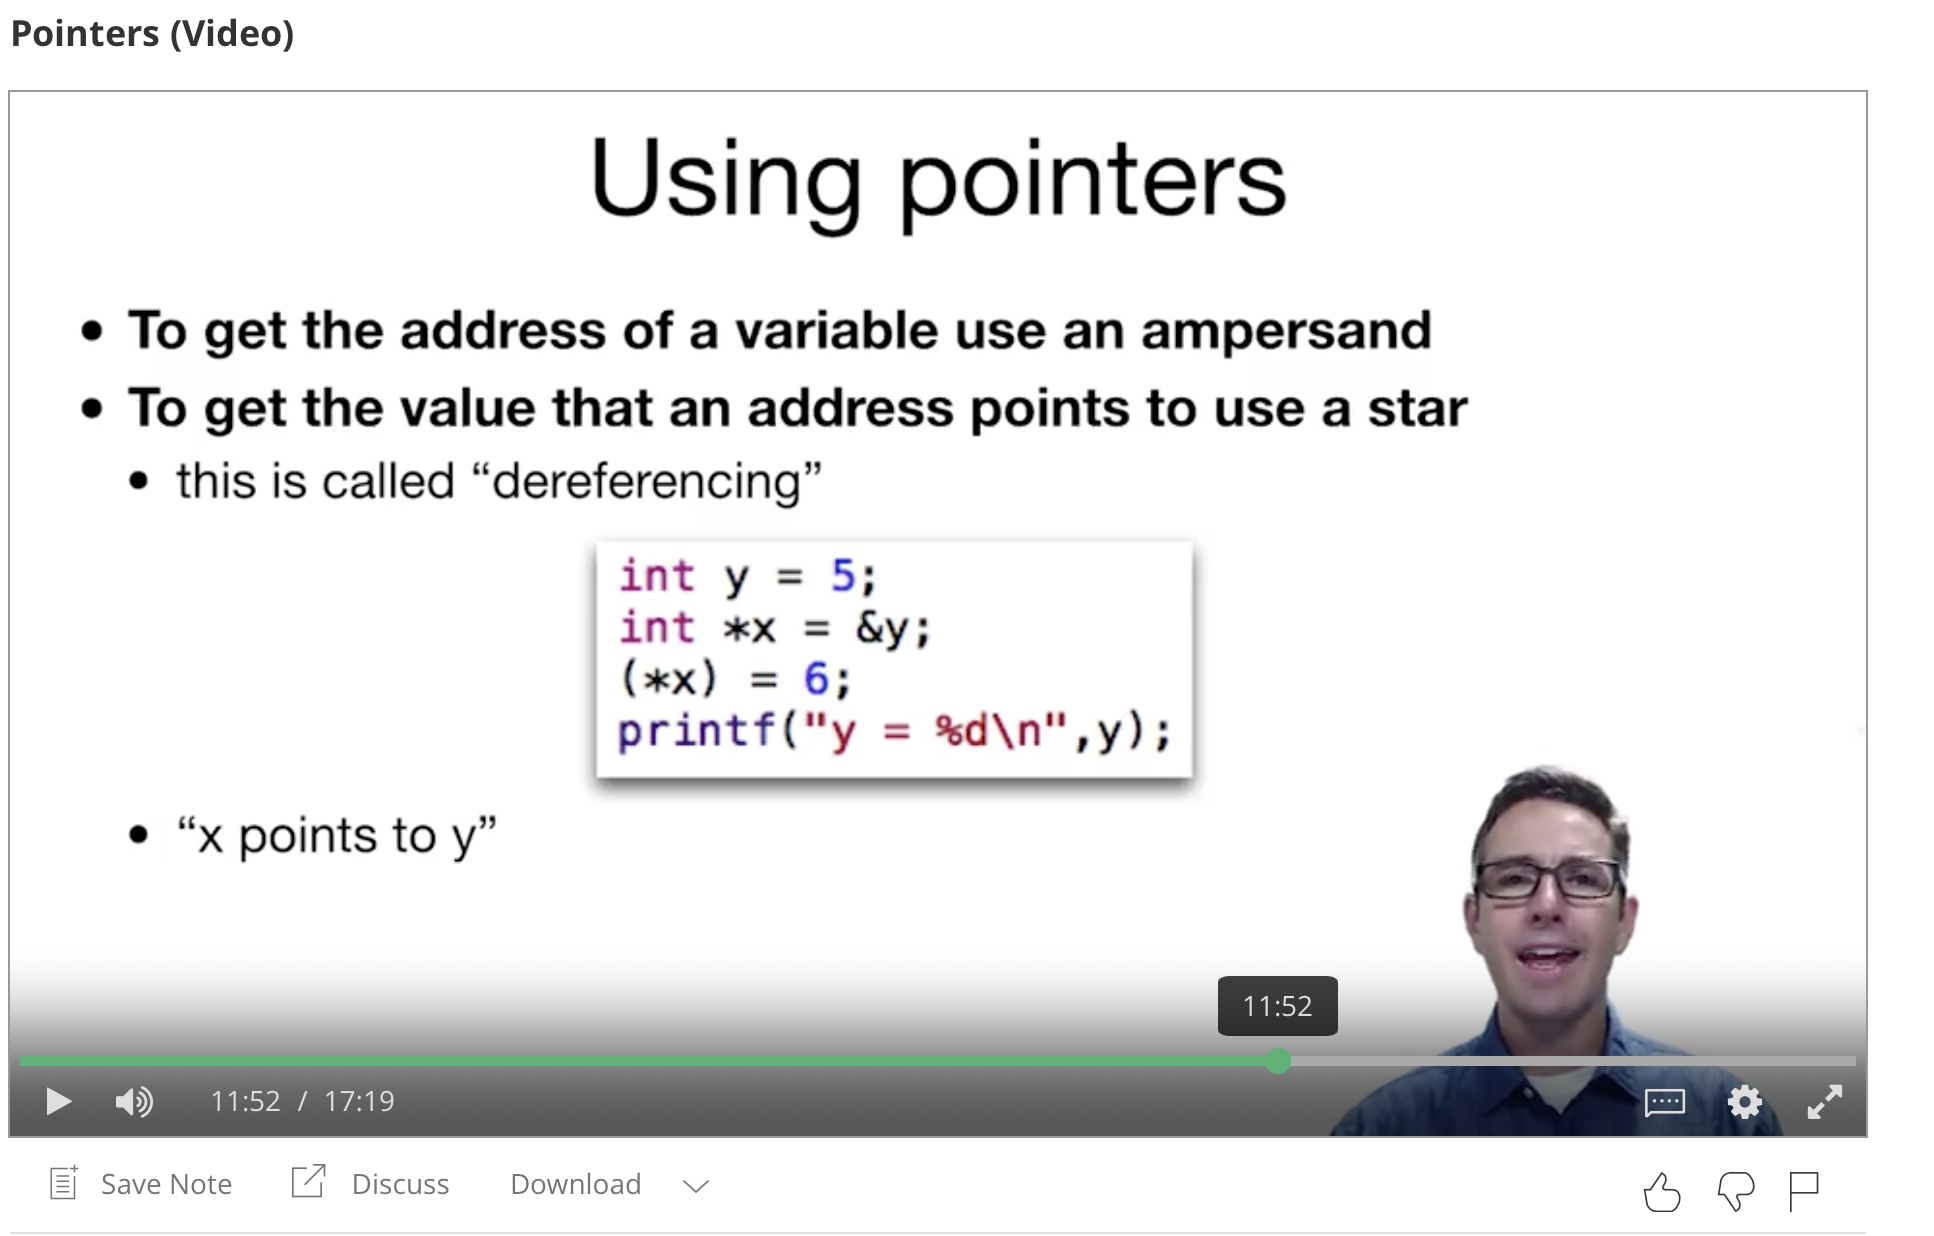 Pointers (Video)
Using pointers
• To get the address of a variable use an ampersand
• To get the value that an address points to use a star
• this is called “dereferencing”
int y = 5;
int *x = &y;
(*x) = 6;
printf("y = %d\n",y);
• “x points to y”
11:52
11:52 / 17:19
Save Note Discuss Download